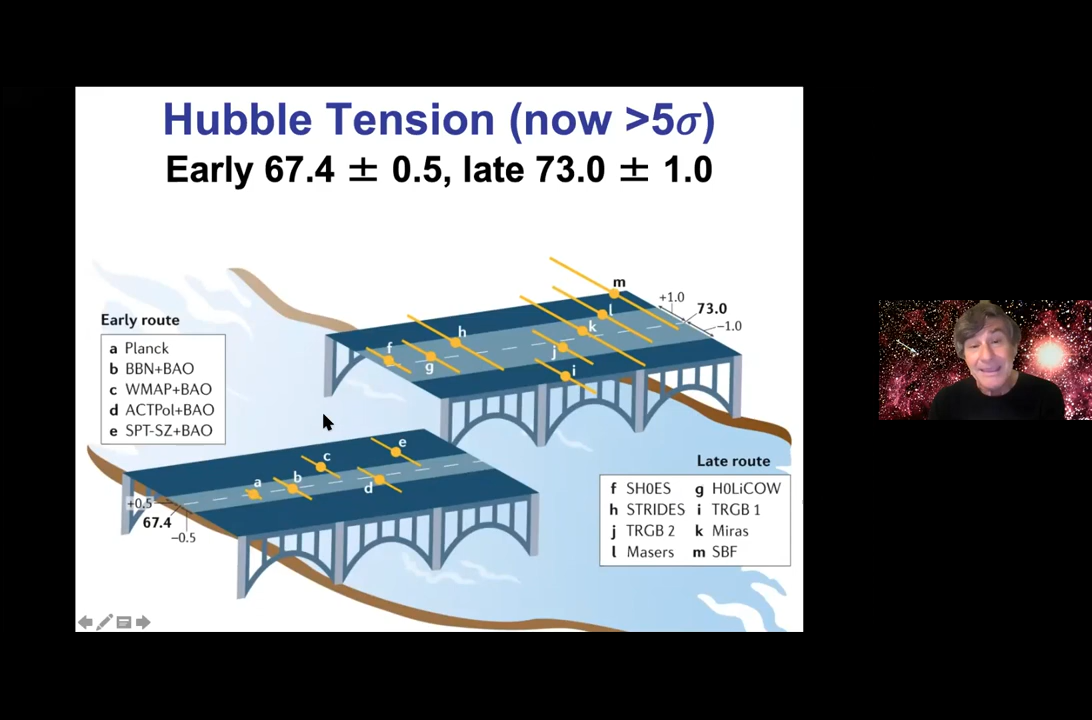 Hubble Tension (now >5σ)
Early 67.4 ± 0.5, late 73.0 ± 1.0
m
+1.0
l
73.0
Early route
k
−1.0
h
f
a Planck
j
g
b BBN+BAO
i
c WMAP+BAO
d ACTPol+BAO
e SPT-SZ+BAO
e
c
Late route
b
a
d
f SH0ES g H0LiCOW
+0.5
h STRIDES i TRGB 1
67.4
j TRGB 2 k Miras
−0.5
l Masers m SBF